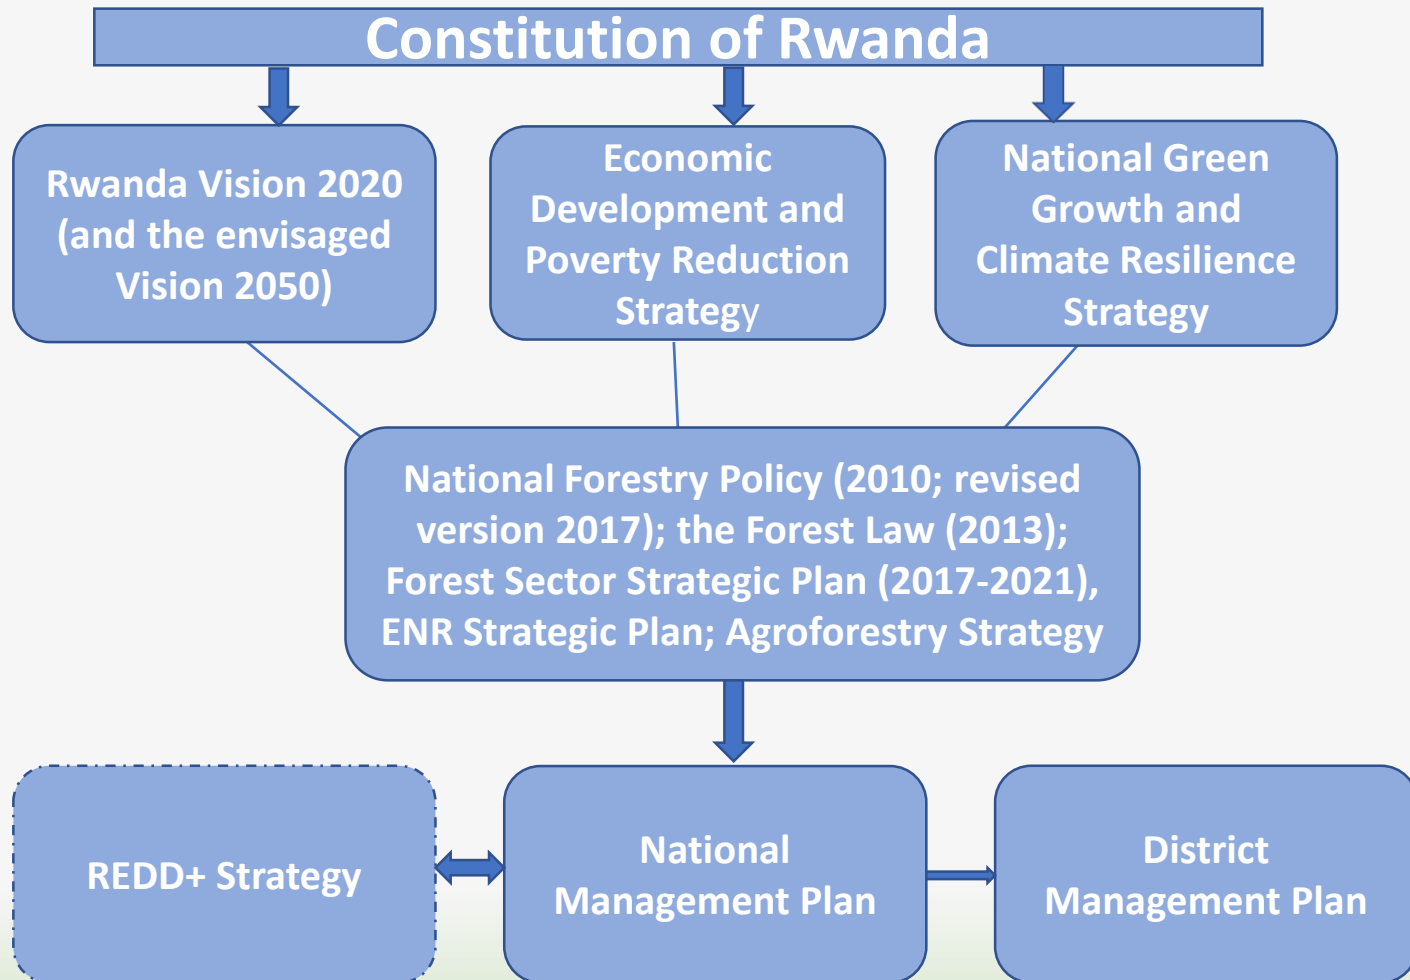 Constitution of Rwanda
Rwanda Vision 2020
(and the envisaged
Vision 2050)
Economic
Development and
Poverty Reduction
Strategy
National Green
Growth and
Climate Resilience
Strategy
National Forestry Policy (2010; revised
version 2017); the Forest Law (2013);
Forest Sector Strategic Plan (2017-2021),
ENR Strategic Plan; Agroforestry Strategy
REDD+ Strategy
National
Management Plan
District
Management Plan